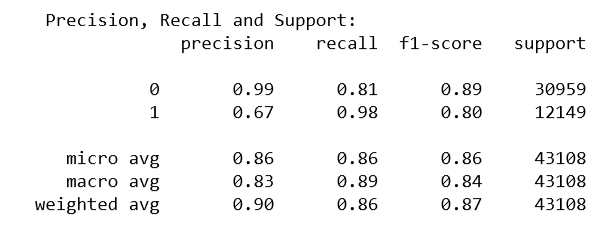 Precision, Recall and Support:
precision recall f1-score support
0 0.99 0.81 0.89 30959
1 0.67 0.98 0.80 12149
micro avg 0.86 0.86 0.86 43108
macro avg 0.83 0.89 0.84 43108
weighted avg 0.90 0.86 0.87 43108